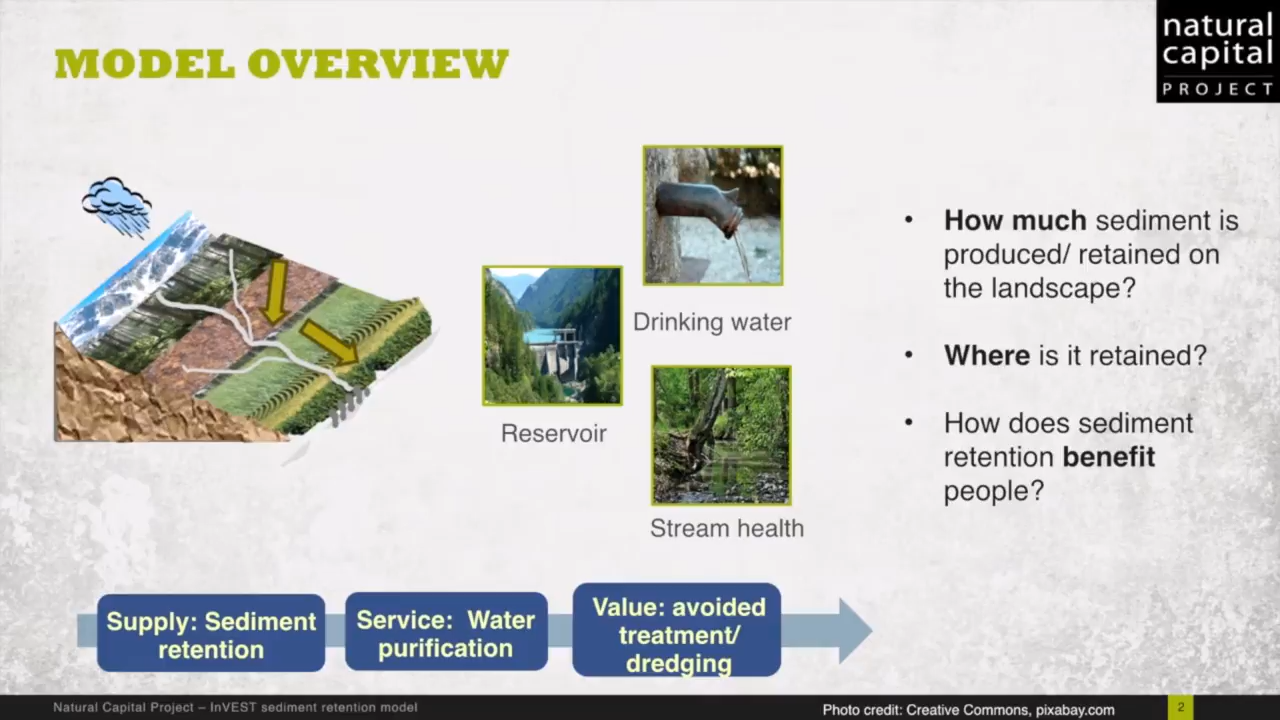 MODEL OVERVIEW
natural
capital
PROJECT
Drinking water
Reservoir
Stream health
• How much sediment is
produced/ retained on
the landscape?
• Where is it retained?
• How does sediment
retention benefit
people?
Supply: Sediment
retention
Service: Water
purification
Value: avoided
treatment/
dredging
Natural Capital Project – InVEST sediment retention model
Photo credit: Creative Commons, pixabay.com
2